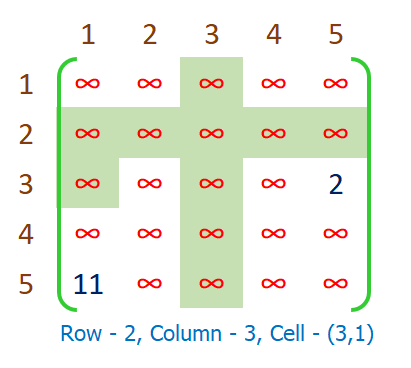 1 2 3 4 5
1 ∞ ∞ ∞ ∞ ∞
2 ∞ ∞ ∞ ∞ ∞
3 ∞ ∞ ∞ ∞ 2
4 ∞ ∞ ∞ ∞ ∞
5 11 ∞ ∞ ∞ ∞
Row - 2, Column - 3, Cell - (3,1)